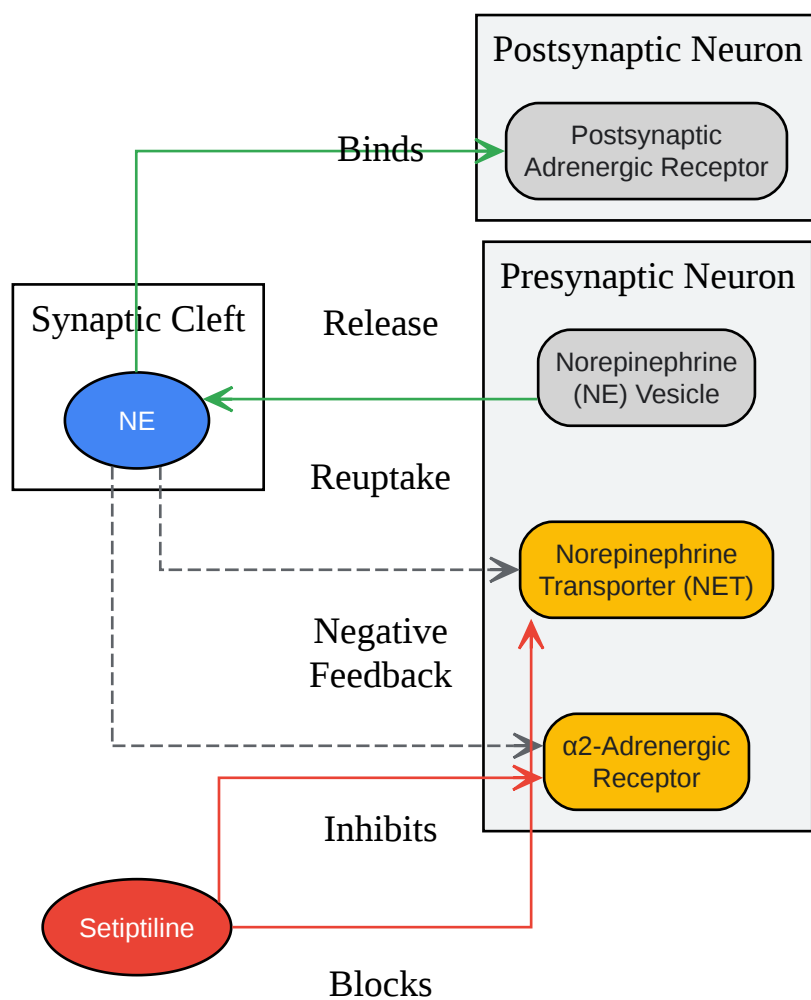 Postsynaptic Neuron
Postsynaptic
Adrenergic Receptor
Binds
Presynaptic Neuron
Synaptic Cleft
Release
Norepinephrine
(NE) Vesicle
NE
Reuptake
Norepinephrine
Transporter (NET)
Negative
Feedback
α2-Adrenergic
Receptor
Inhibits
Setiptiline
Blocks